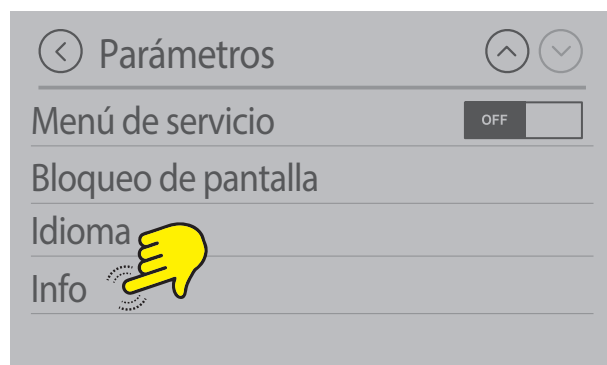 Parámetros
Menú de servicio OFF
Bloqueo de pantalla
Idioma
Info